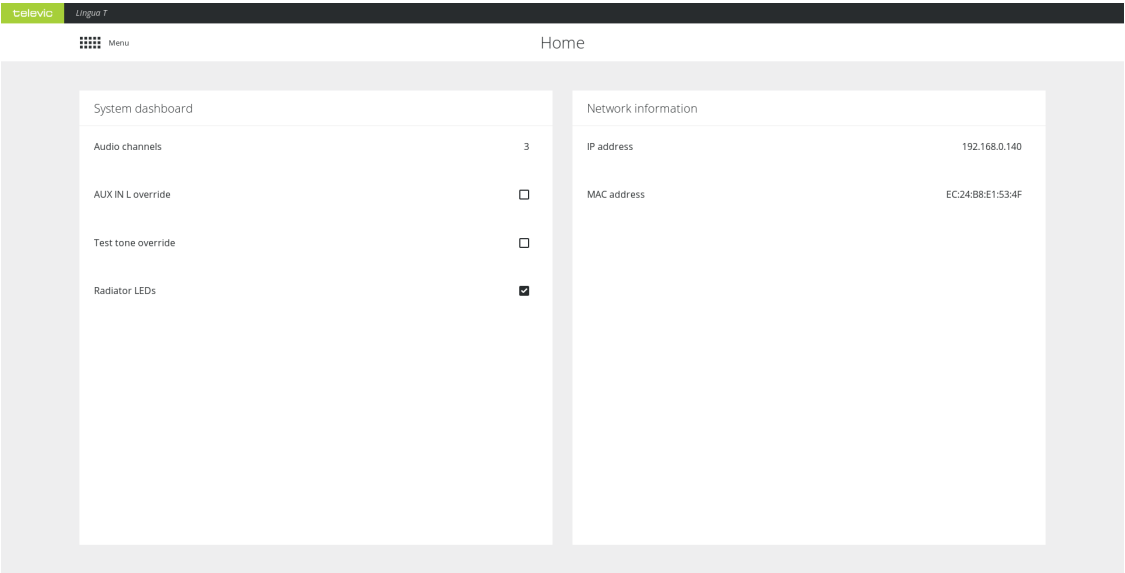 televic Lingua T
Menu
Home
System dashboard
Audio channels 3
AUX IN L override
Test tone override
Radiator LEDs
Network information
IP address 192.168.0.140
MAC address EC:24:B8:E1:53:4F